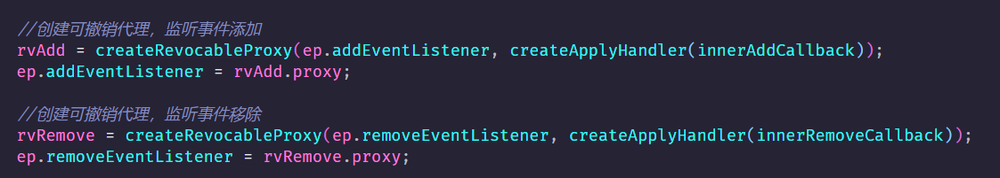 //创建可撤销代理，监听事件添加
rvAdd = createRevocableProxy(ep.addEventListener, createApplyHandler(innerAddCallback));
ep.addEventListener = rvAdd.proxy;
//创建可撤销代理，监听事件移除
rvRemove = createRevocableProxy(ep.removeEventListener, createApplyHandler(innerRemoveCallback));
ep.removeEventListener = rvRemove.proxy;